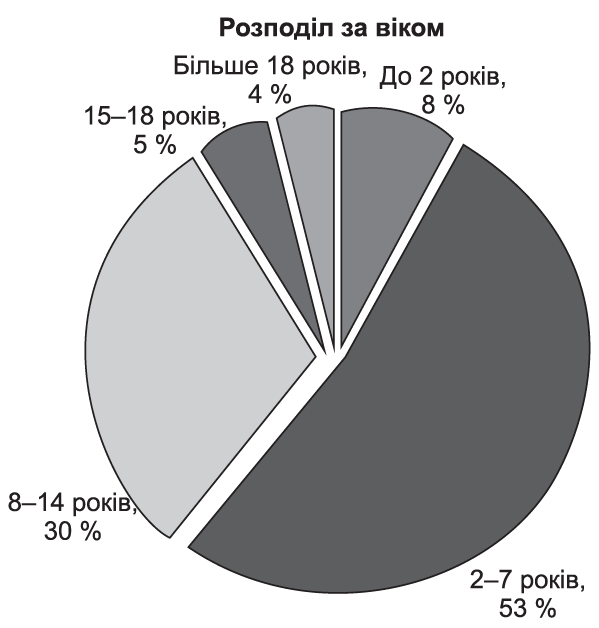 Розподіл за віком
Більше 18 років,
4 %
До 2 років,
8 %
15–18 років,
5 %
8–14 років,
30 %
2–7 років,
53 %